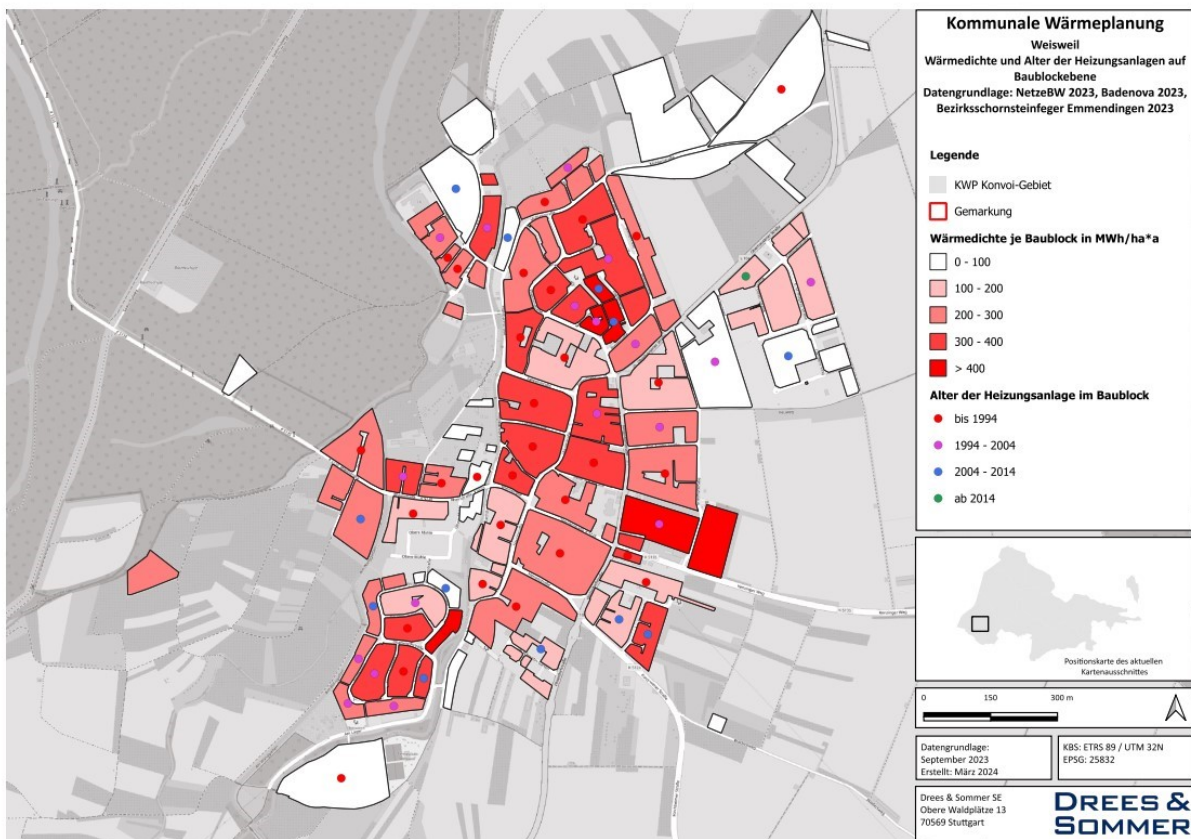 Kommunale Wärmeplanung
Weisweil
Wärmedichte und Alter der Heizungsanlagen auf
Baublockebene
Datengrundlage: NetzeBW 2023, Badenova 2023,
Bezirksschornsteinfeger Emmendingen 2023
Legende
KWP Konvoi-Gebiet
Gemarkung
Wärmedichte je Baublock in MWh/ha*a
0 - 100
100 - 200
200 - 300
300 - 400
> 400
Alter der Heizungsanlage im Baublock
bis 1994
1994 - 2004
2004 - 2014
ab 2014
Positionskarte des aktuellen
Kartenausschnittes
0 150 300 m
Datengrundlage:
September 2023
Erstellt: März 2024
KBS: ETRS 89 / UTM 32N
EPSG: 25832
Drees & Sommer SE
Obere Waldplätze 13
70569 Stuttgart
DREES &
SOMMER